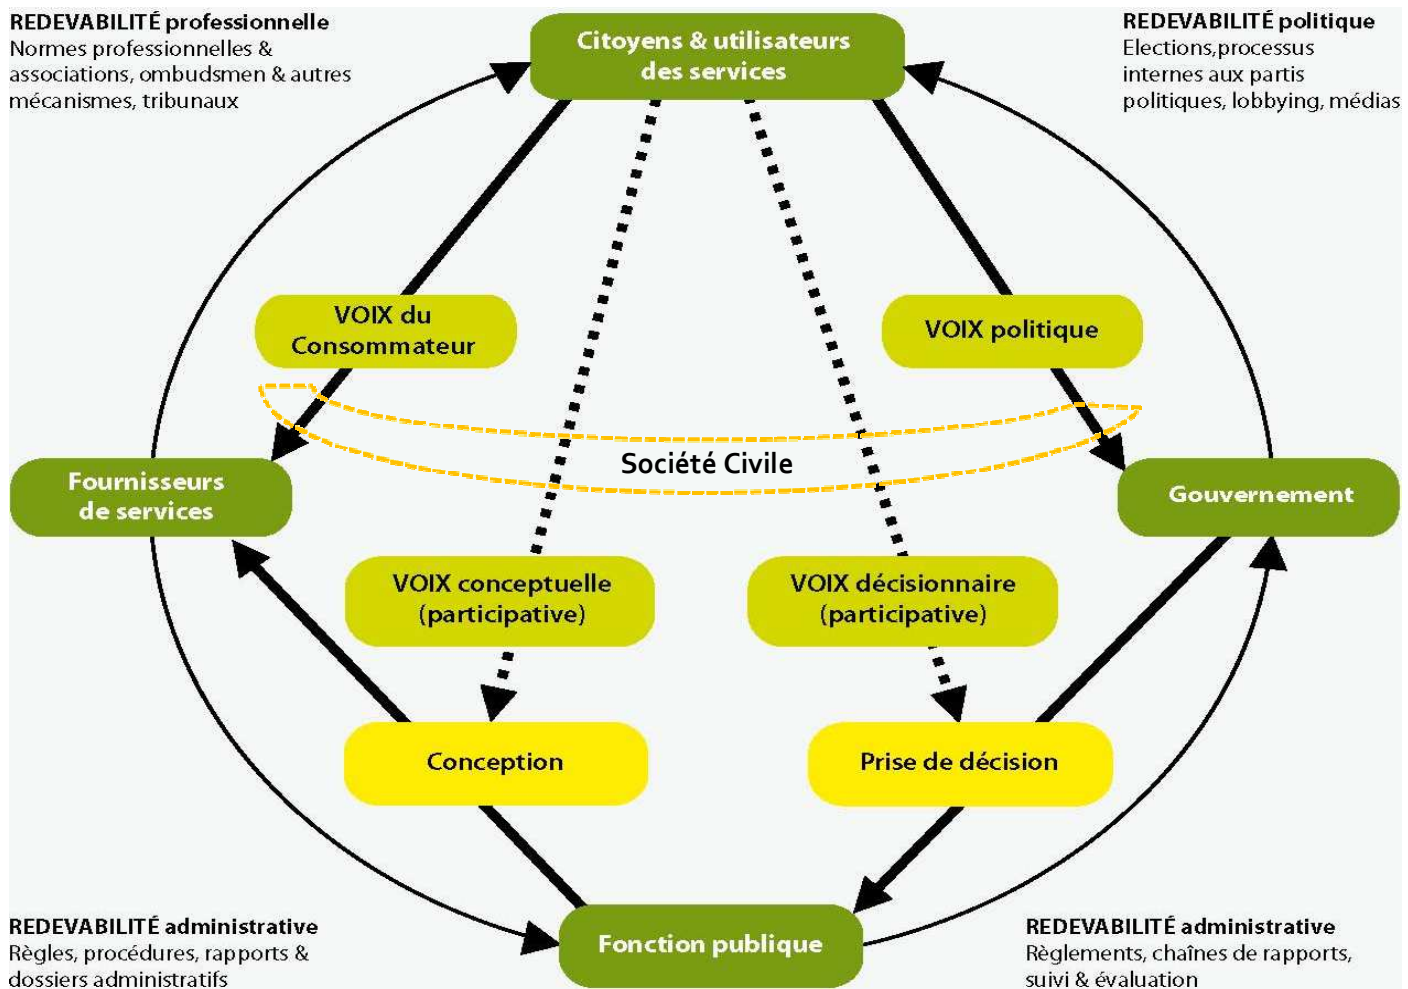 REDEVABILITÉ professionnelle
Normes professionnelles &
associations, ombudsmen & autres
mécanismes, tribunaux
Citoyens & utilisateurs
des services
REDEVABILITÉ politique
Elections,processus
internes aux partis
politiques, lobbying, médias
VOIX du
Consommateur
VOIX politique
Société Civile
Fournisseurs
de services
Gouvernement
VOIX conceptuelle
(participative)
VOIX décisionnaire
(participative)
Conception
Prise de décision
REDEVABILITÉ administrative
Règles, procédures, rapports &
dossiers administratifs
Fonction publique
REDEVABILITÉ administrative
Règlements, chaînes de rapports,
suivi & évaluation